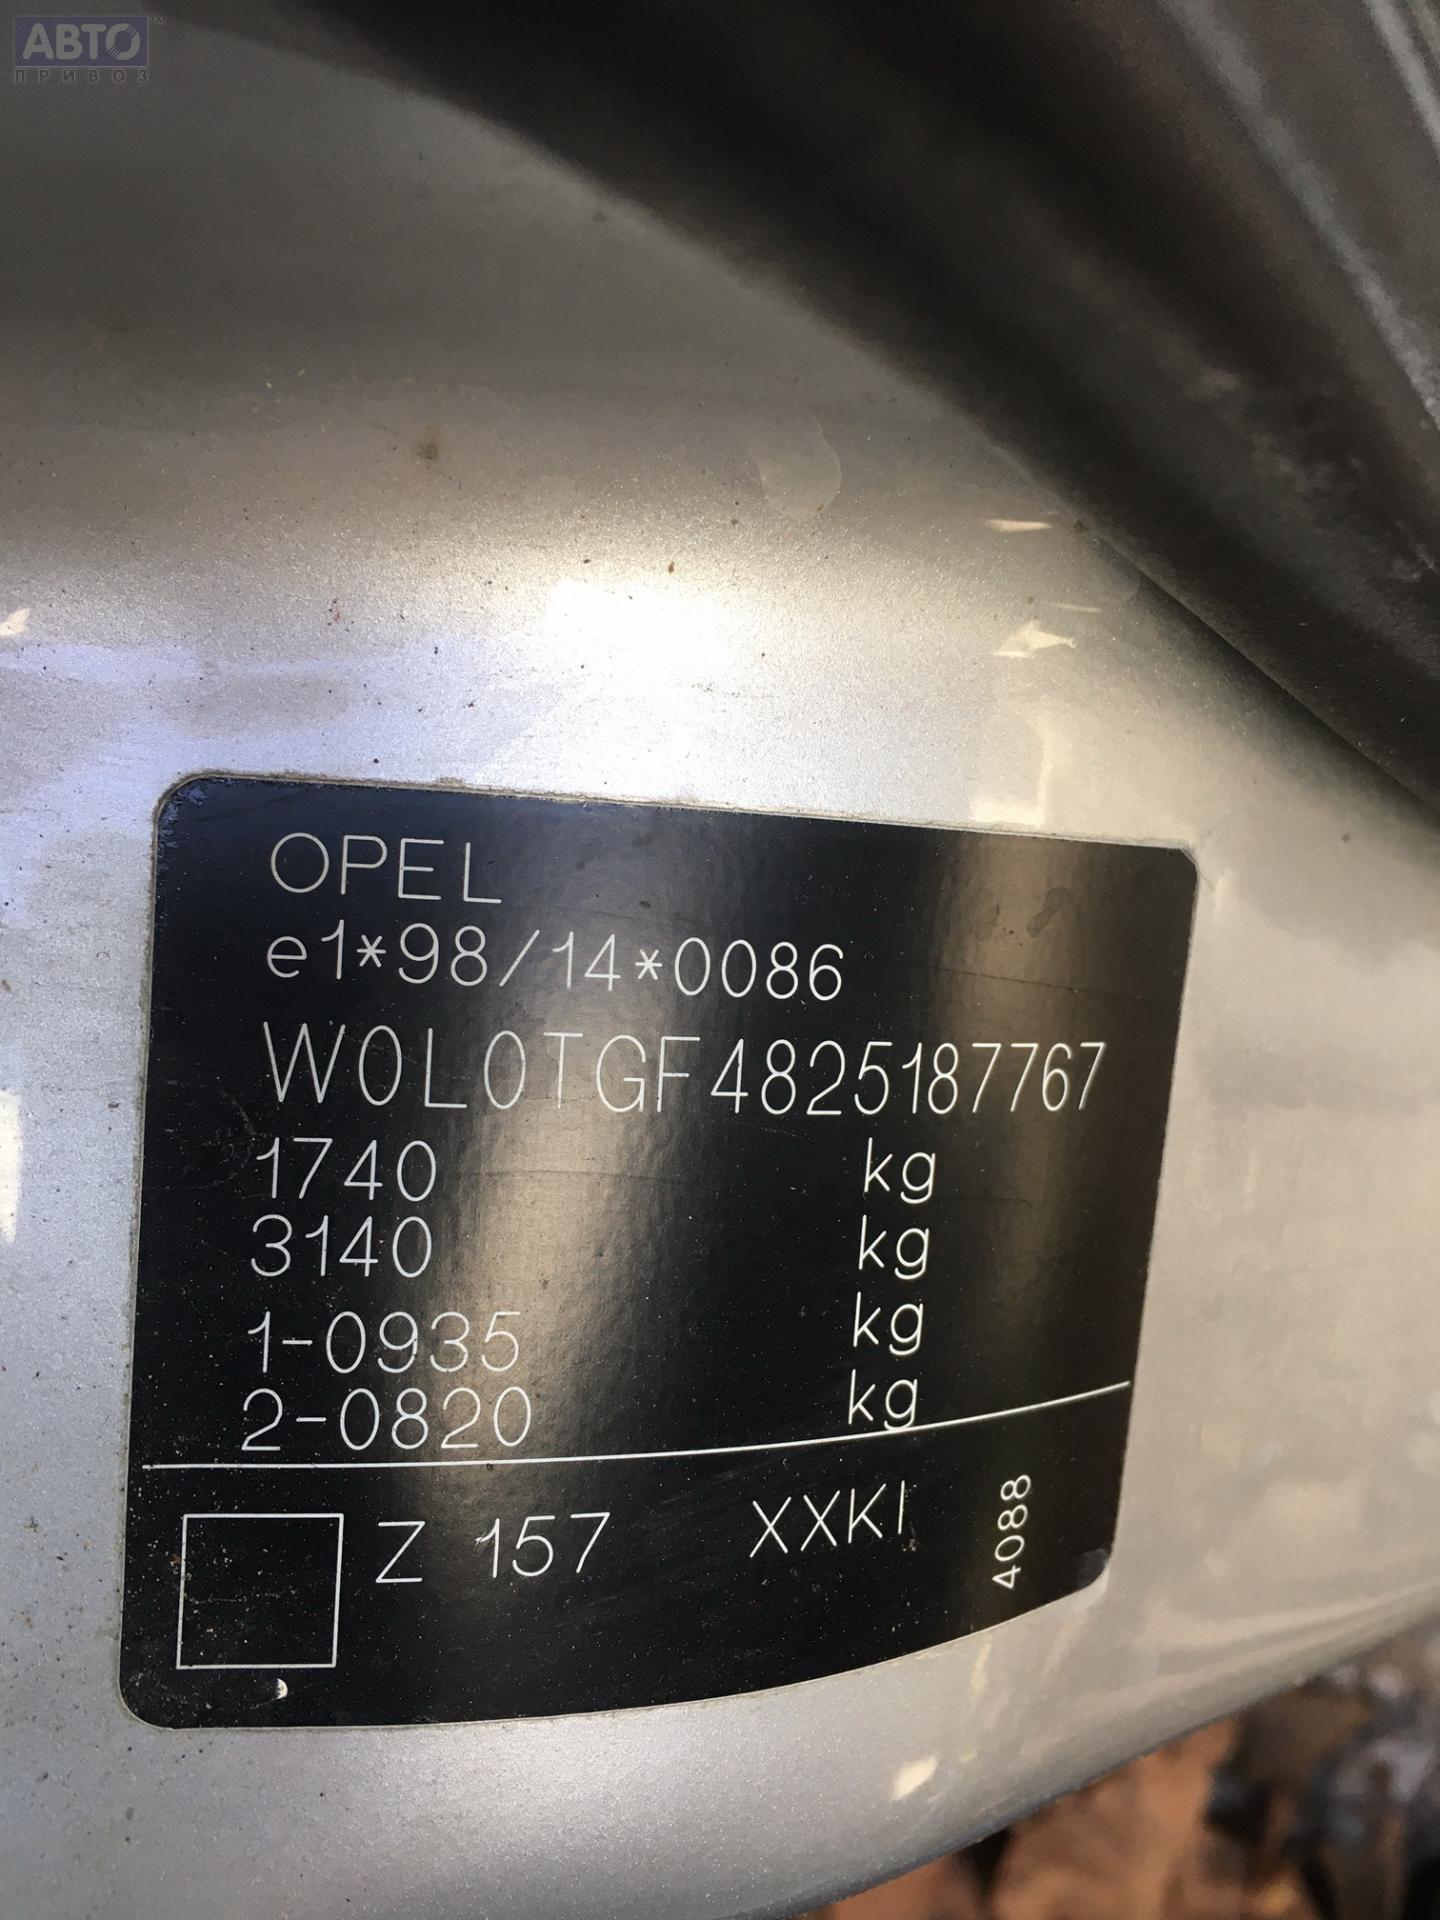 АВТО
ПРИВОЗ
OPEL
e1*98/14*0086
W0L0TGF4825187767
1740 kg
3140 kg
1-0935 kg
2-0820 kg
Z 157 XXKI 4088